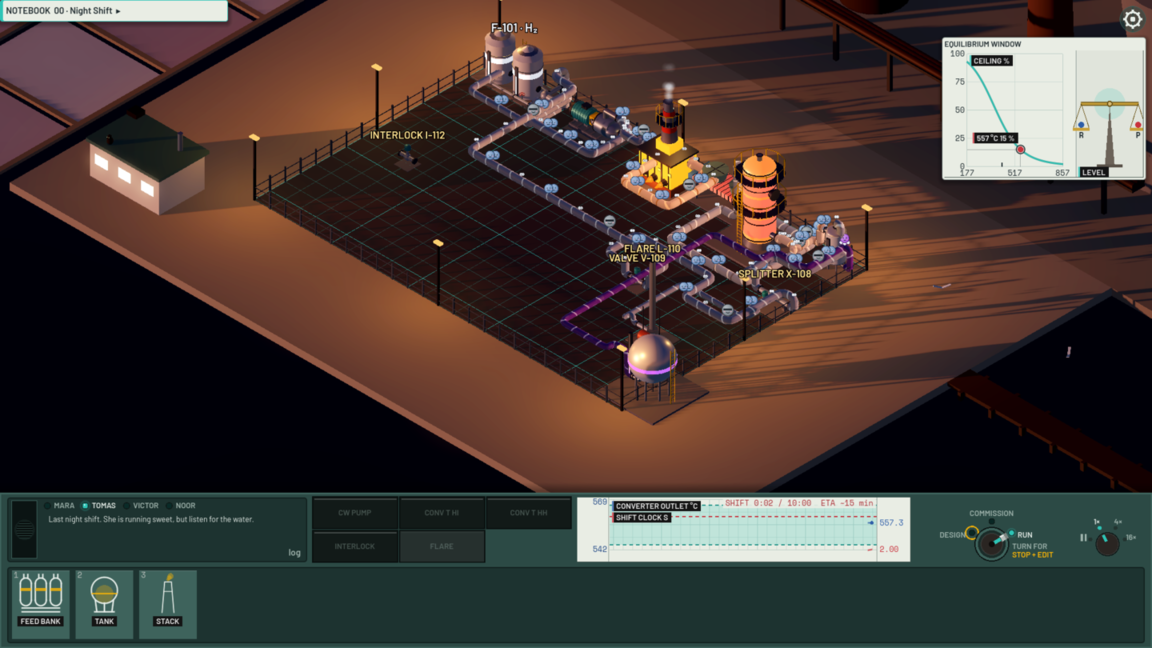 NOTEBOOK 00 · Night Shift ▸
F-101 · H₂
INTERLOCK I-112
FLARE L-110
VALVE V-109
SPLITTER X-108
EQUILIBRIUM WINDOW
100
CEILING %
75
50
25
557 °C 15 %
0
177
517
857
R
P
LEVEL
MARA
TOMAS
VICTOR
NOOR
Last night shift. She is running sweet, but listen for the water.
log
CW PUMP
CONV T HI
CONV T HH
INTERLOCK
FLARE
569
CONVERTER OUTLET °C
SHIFT 0:02 / 10:00 ETA ~15 min
SHIFT CLOCK S
557.3
542
2.00
COMMISSION
DESIGN
RUN
TURN FOR
STOP + EDIT
1×
4×
16×
1
FEED BANK
2
TANK
3
STACK